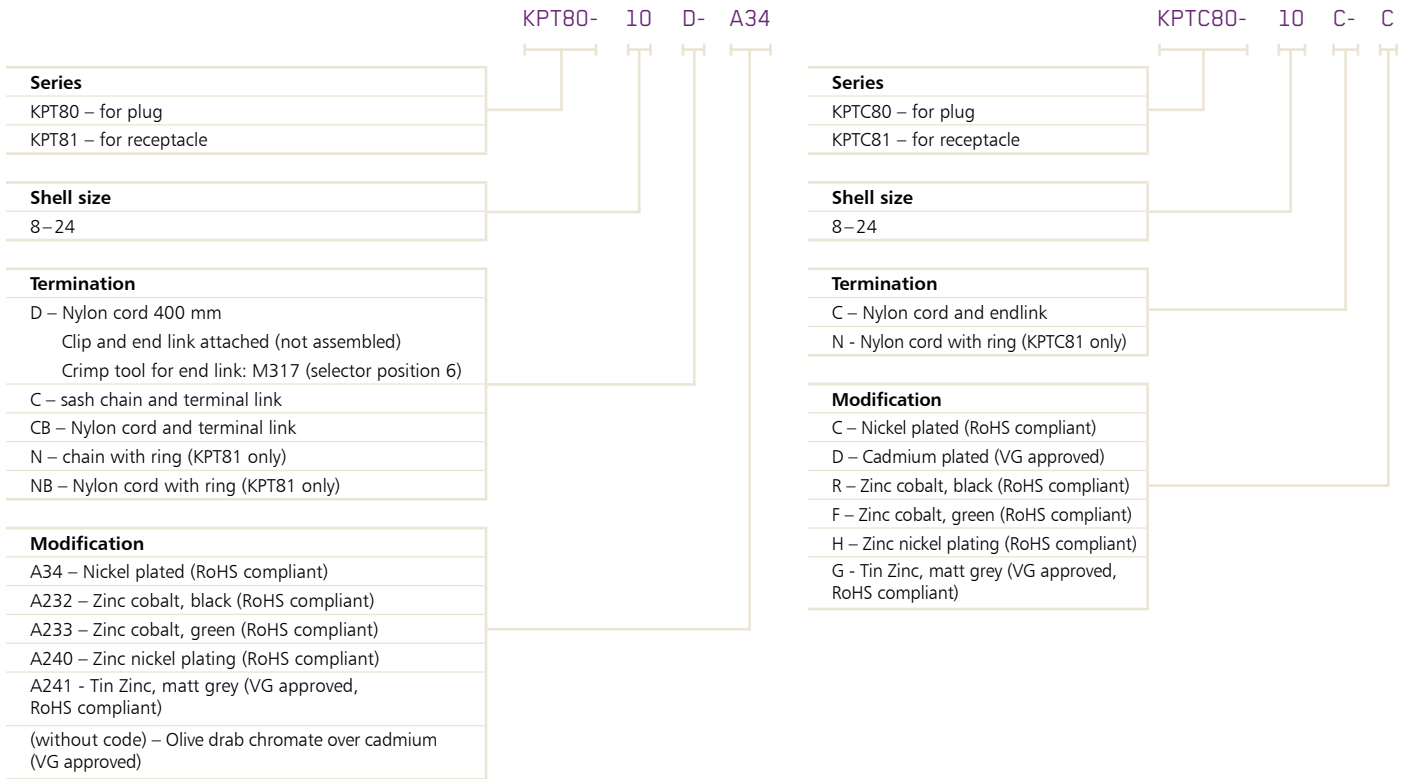 KPT80- 10 D- A34
Series
KPT80 – for plug
KPT81 – for receptacle
Shell size
8–24
Termination
D – Nylon cord 400 mm
Clip and end link attached (not assembled)
Crimp tool for end link: M317 (selector position 6)
C – sash chain and terminal link
CB – Nylon cord and terminal link
N – chain with ring (KPT81 only)
NB – Nylon cord with ring (KPT81 only)
Modification
A34 – Nickel plated (RoHS compliant)
A232 – Zinc cobalt, black (RoHS compliant)
A233 – Zinc cobalt, green (RoHS compliant)
A240 – Zinc nickel plating (RoHS compliant)
A241 - Tin Zinc, matt grey (VG approved,
RoHS compliant)
(without code) – Olive drab chromate over cadmium
(VG approved)
KPTC80- 10 C- C
Series
KPTC80 – for plug
KPTC81 – for receptacle
Shell size
8–24
Termination
C – Nylon cord and endlink
N - Nylon cord with ring (KPTC81 only)
Modification
C – Nickel plated (RoHS compliant)
D – Cadmium plated (VG approved)
R – Zinc cobalt, black (RoHS compliant)
F – Zinc cobalt, green (RoHS compliant)
H – Zinc nickel plating (RoHS compliant)
G - Tin Zinc, matt grey (VG approved,
RoHS compliant)